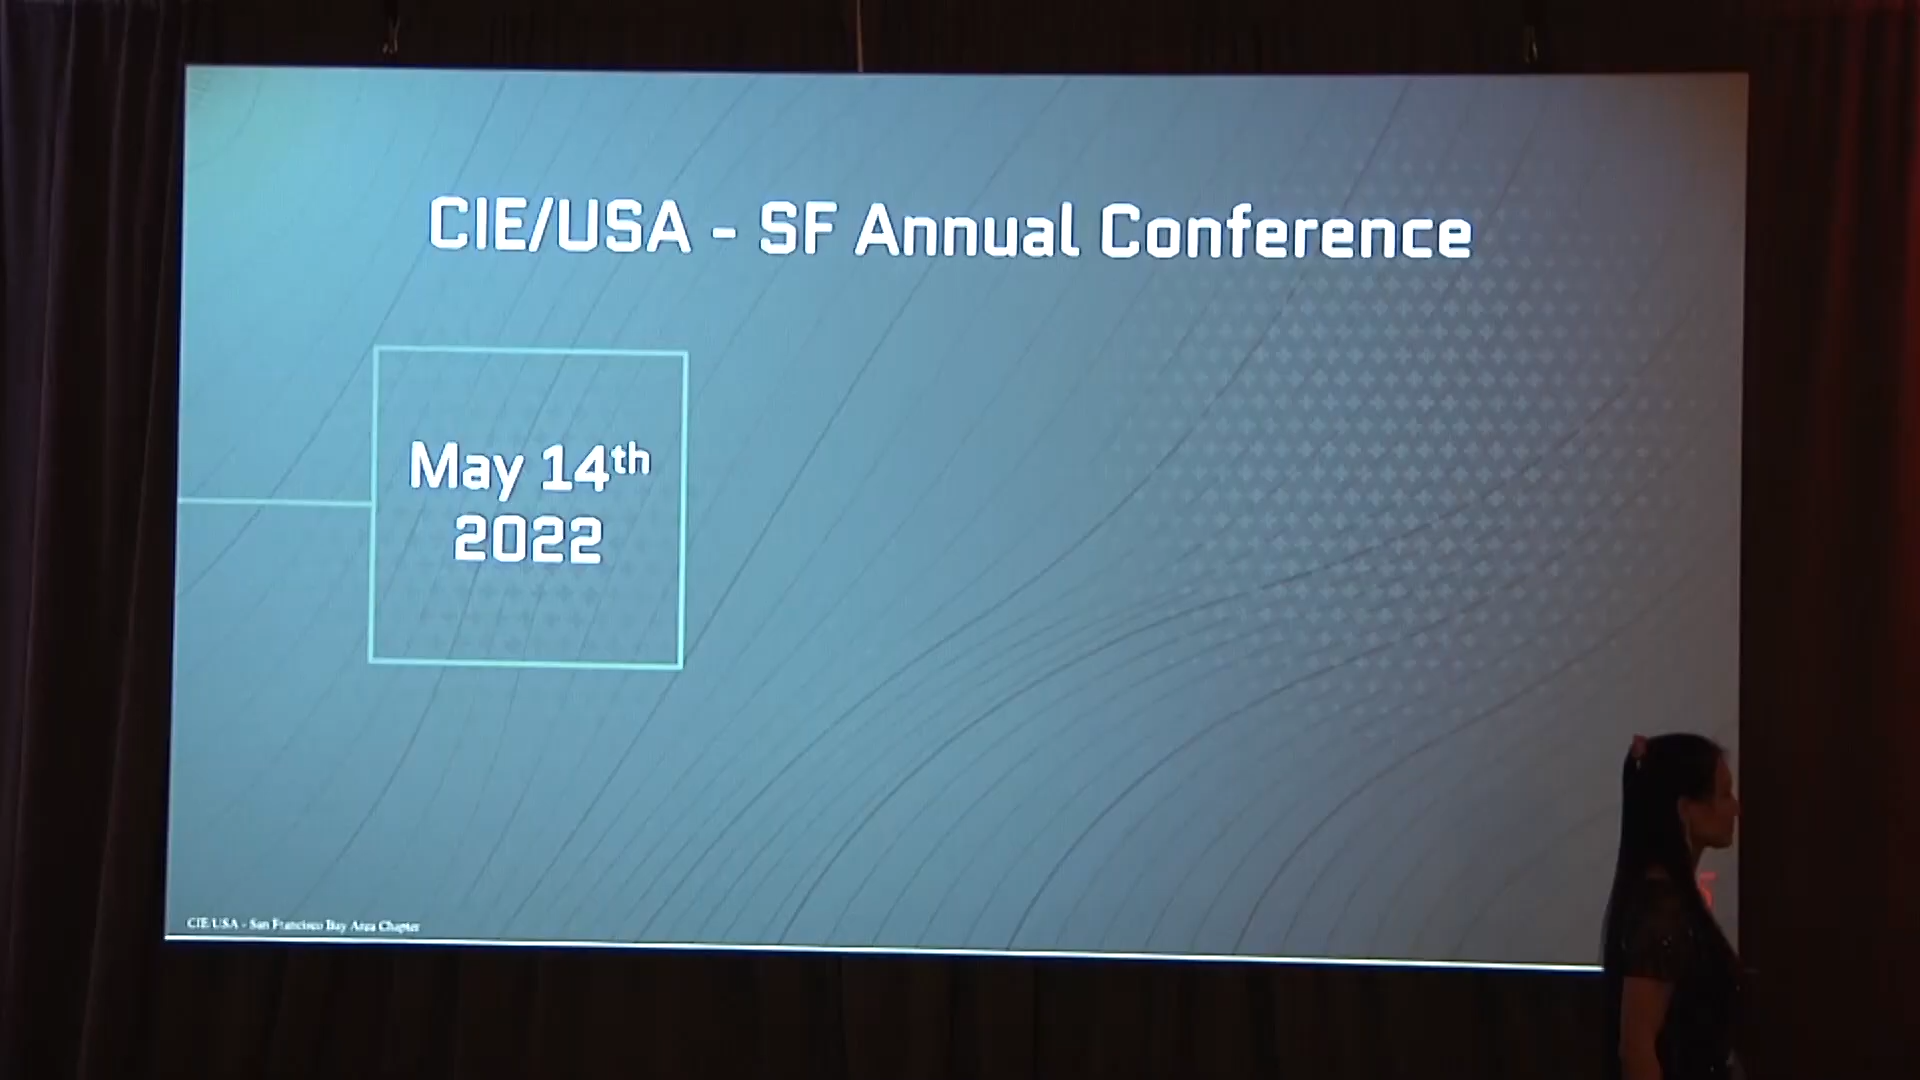 CIE/USA - SF Annual Conference
May 14th
2022
CIE/USA - San Francisco Bay Area Chapter